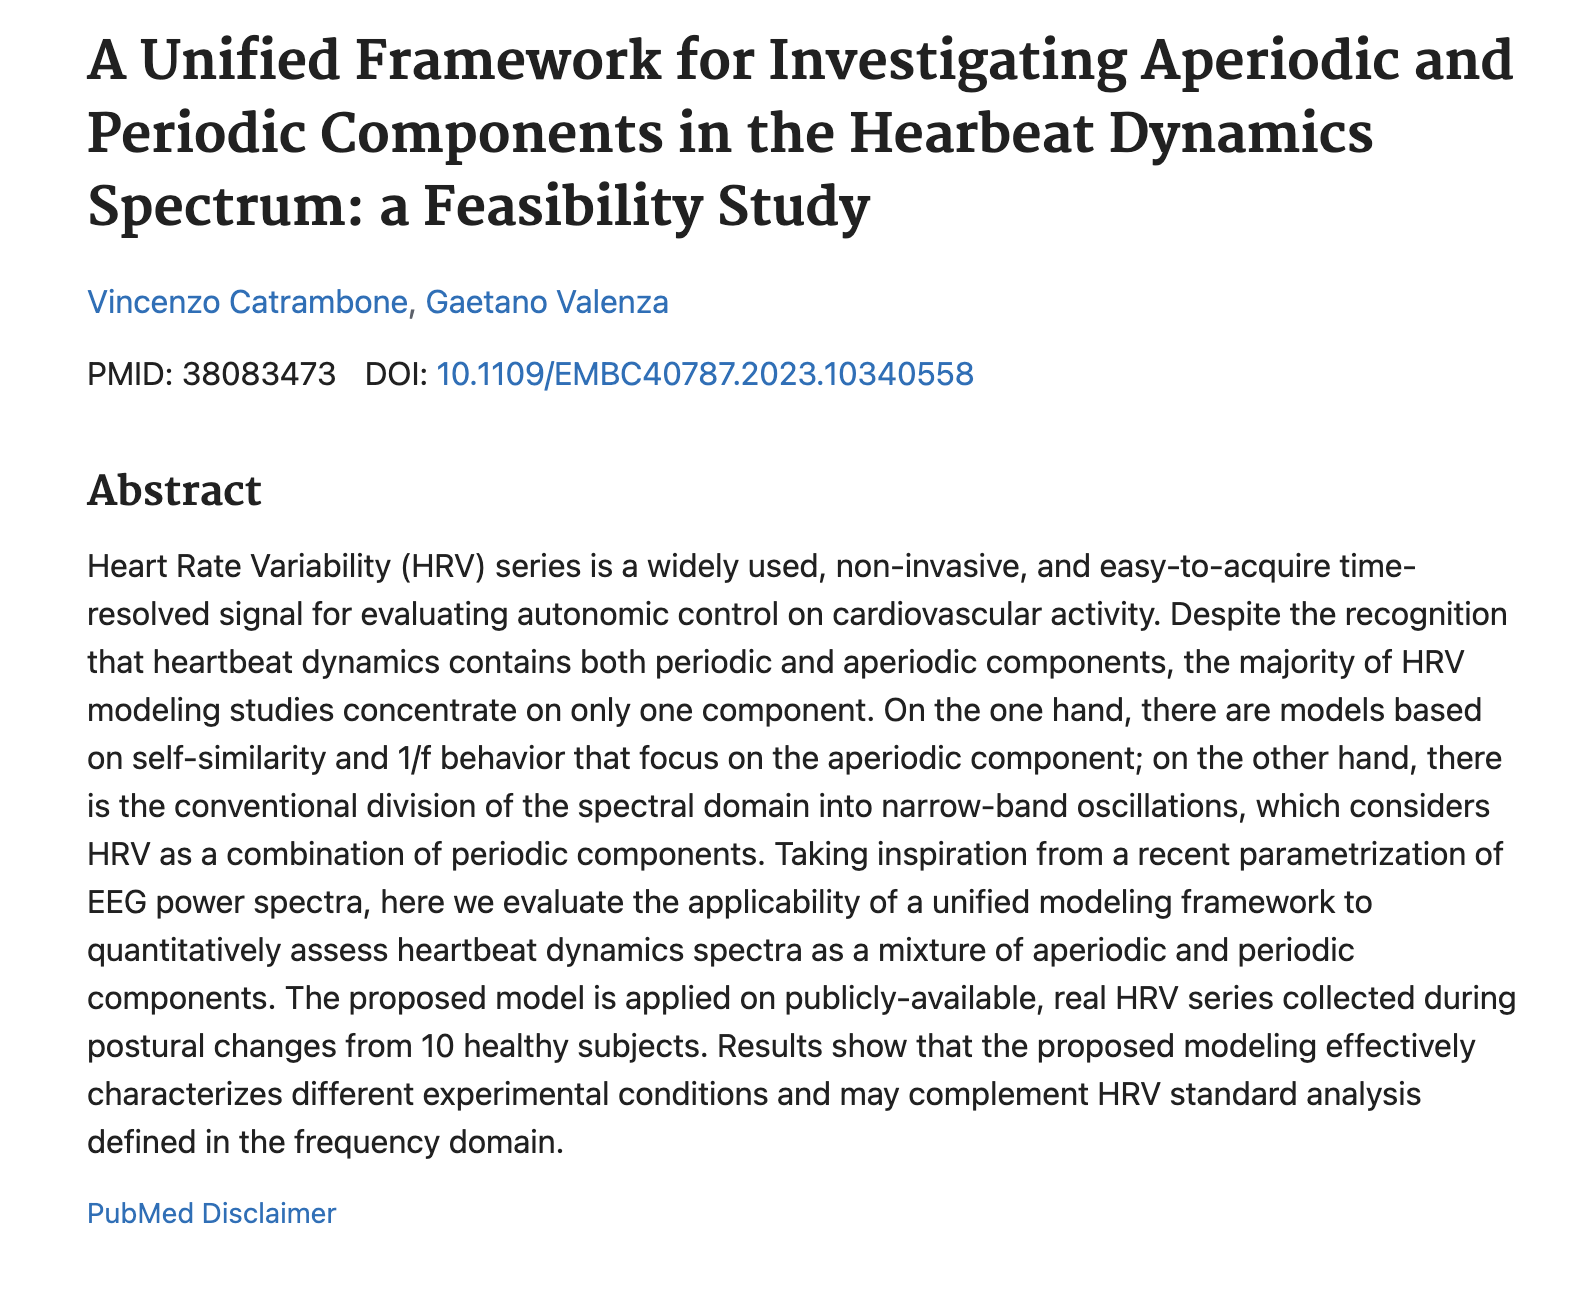 A Unified Framework for Investigating Aperiodic and
Periodic Components in the Hearbeat Dynamics
Spectrum: a Feasibility Study
Vincenzo Catrambone, Gaetano Valenza
PMID: 38083473 DOI: 10.1109/EMBC40787.2023.10340558
Abstract
Heart Rate Variability (HRV) series is a widely used, non-invasive, and easy-to-acquire time-
resolved signal for evaluating autonomic control on cardiovascular activity. Despite the recognition
that heartbeat dynamics contains both periodic and aperiodic components, the majority of HRV
modeling studies concentrate on only one component. On the one hand, there are models based
on self-similarity and 1/f behavior that focus on the aperiodic component; on the other hand, there
is the conventional division of the spectral domain into narrow-band oscillations, which considers
HRV as a combination of periodic components. Taking inspiration from a recent parametrization of
EEG power spectra, here we evaluate the applicability of a unified modeling framework to
quantitatively assess heartbeat dynamics spectra as a mixture of aperiodic and periodic
components. The proposed model is applied on publicly-available, real HRV series collected during
postural changes from 10 healthy subjects. Results show that the proposed modeling effectively
characterizes different experimental conditions and may complement HRV standard analysis
defined in the frequency domain.
PubMed Disclaimer